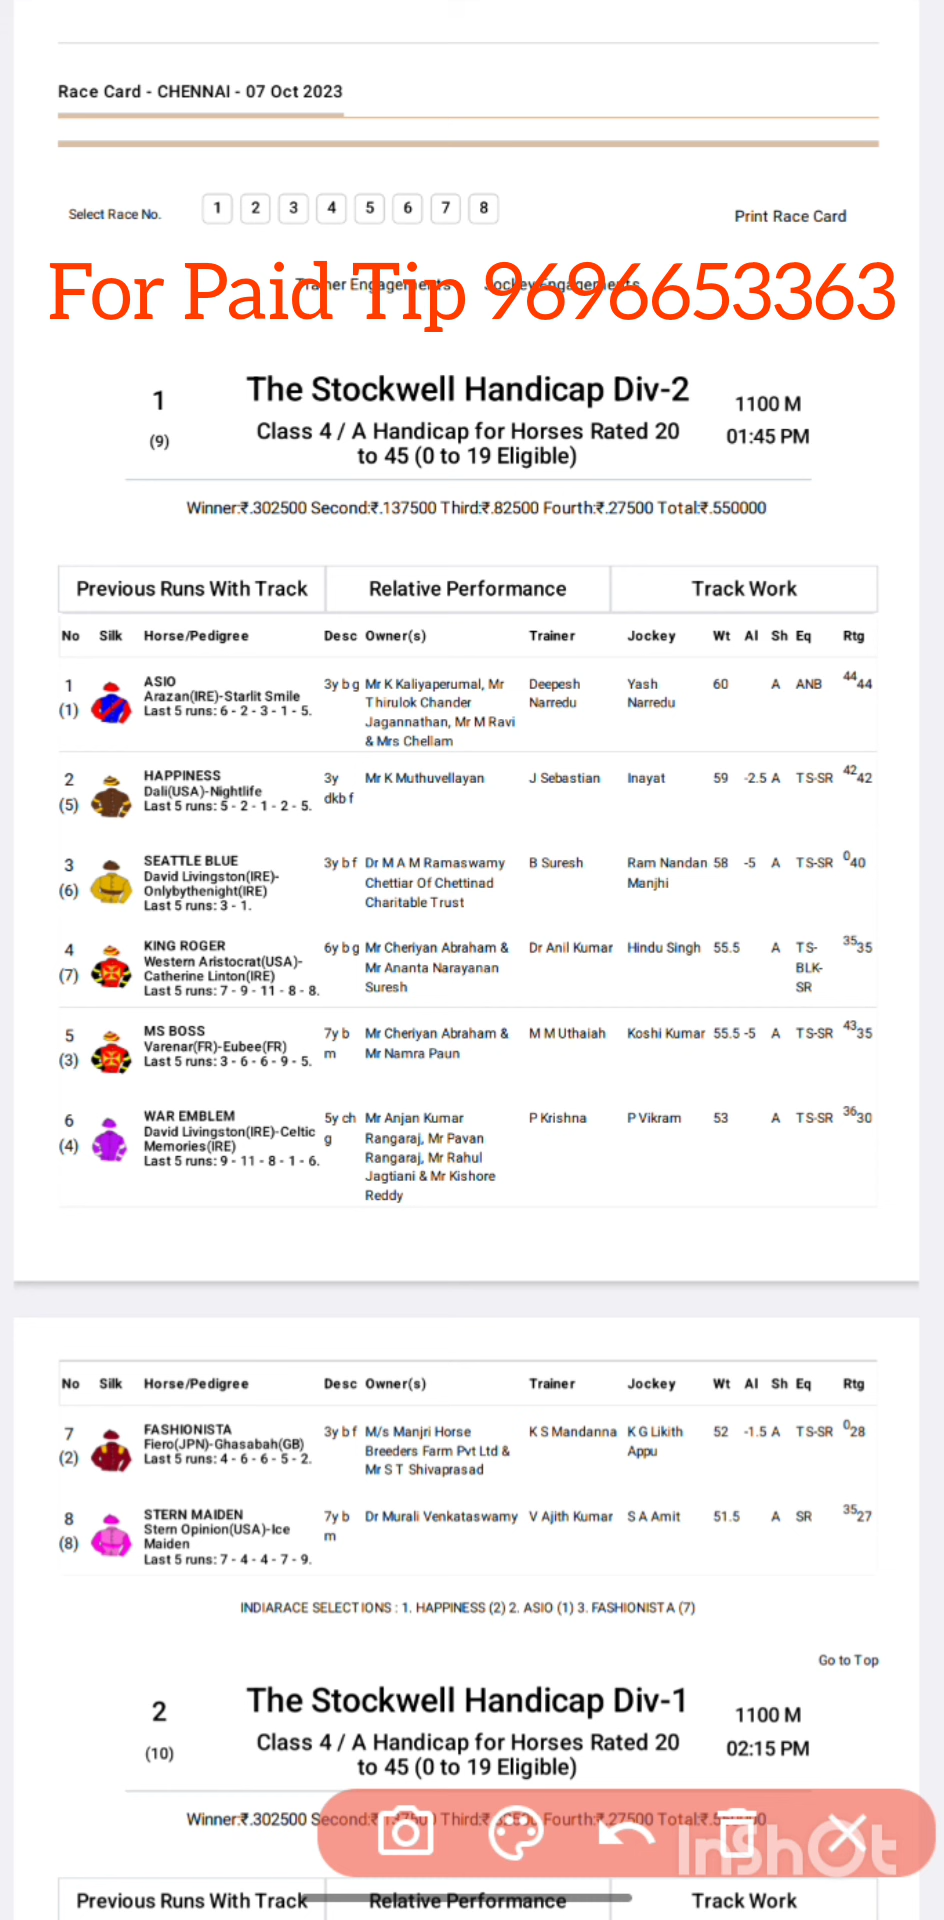 Race Card - CHENNAI - 07 Oct 2023
Select Race No. 1 2 3 4 5 6 7 8 Print Race Card
Trainer Engagements Jockey Engagements
For Paid Tip 9696653363
1 The Stockwell Handicap Div-2 1100 M
(9) Class 4 / A Handicap for Horses Rated 20 01:45 PM
to 45 (0 to 19 Eligible)
Winner:₹.302500 Second:₹.137500 Third:₹.82500 Fourth:₹.27500 Total:₹.550000
Previous Runs With Track Relative Performance Track Work
No Silk Horse/Pedigree Desc Owner(s) Trainer Jockey Wt Al Sh Eq Rtg
1 ASIO 3y b g Mr K Kaliyaperumal, Mr Deepesh Yash 60 A ANB 44 44
(1) Arazan(IRE)-Starlit Smile Thirulok Chander Narredu Narredu
Last 5 runs: 6 - 2 - 3 - 1 - 5. Jagannathan, Mr M Ravi
& Mrs Chellam
2 HAPPINESS 3y Mr K Muthuvellayan J Sebastian Inayat 59 -2.5 A TS-SR 42 42
(5) Dali(USA)-Nightlife dkb f
Last 5 runs: 5 - 2 - 1 - 2 - 5.
3 SEATTLE BLUE 3y b f Dr M A M Ramaswamy B Suresh Ram Nandan 58 -5 A TS-SR 0 40
(6) David Livingston(IRE)- Chettiar Of Chettinad Manjhi
Onlybythenight(IRE) Charitable Trust
Last 5 runs: 3 - 1.
4 KING ROGER 6y b g Mr Cheriyan Abraham & Dr Anil Kumar Hindu Singh 55.5 A TS- 35 35
(7) Western Aristocrat(USA)- Mr Ananta Narayanan BLK-
Catherine Linton(IRE) Suresh SR
Last 5 runs: 7 - 9 - 11 - 8 - 8.
5 MS BOSS 7y b Mr Cheriyan Abraham & M M Uthaiah Koshi Kumar 55.5 -5 A TS-SR 43 35
(3) Varenar(FR)-Eubee(FR) m Mr Namra Paun
Last 5 runs: 3 - 6 - 6 - 9 - 5.
6 WAR EMBLEM 5y ch Mr Anjan Kumar P Krishna P Vikram 53 A TS-SR 36 30
(4) David Livingston(IRE)-Celtic g Rangaraj, Mr Pavan
Memories(IRE) Rangaraj, Mr Rahul
Last 5 runs: 9 - 11 - 8 - 1 - 6. Jagtiani & Mr Kishore
Reddy
No Silk Horse/Pedigree Desc Owner(s) Trainer Jockey Wt Al Sh Eq Rtg
7 FASHIONISTA 3y b f M/s Manjri Horse K S Mandanna K G Likith 52 -1.5 A TS-SR 0 28
(2) Fiero(JPN)-Ghasabah(GB) Breeders Farm Pvt Ltd & Appu
Last 5 runs: 4 - 6 - 6 - 5 - 2. Mr S T Shivaprasad
8 STERN MAIDEN 7y b Dr Murali Venkataswamy V Ajith Kumar S A Amit 51.5 A SR 35 27
(8) Stern Opinion(USA)-Ice m
Maiden
Last 5 runs: 7 - 4 - 4 - 7 - 9.
INDIARACE SELECTIONS : 1. HAPPINESS (2) 2. ASIO (1) 3. FASHIONISTA (7)
Go to Top
2 The Stockwell Handicap Div-1 1100 M
(10) Class 4 / A Handicap for Horses Rated 20 02:15 PM
to 45 (0 to 19 Eligible)
Winner:₹.302500 Second:₹.137500 Third:₹. Fourth:₹.27500 Total:₹.
InShOt
Previous Runs With Track Relative Performance Track Work